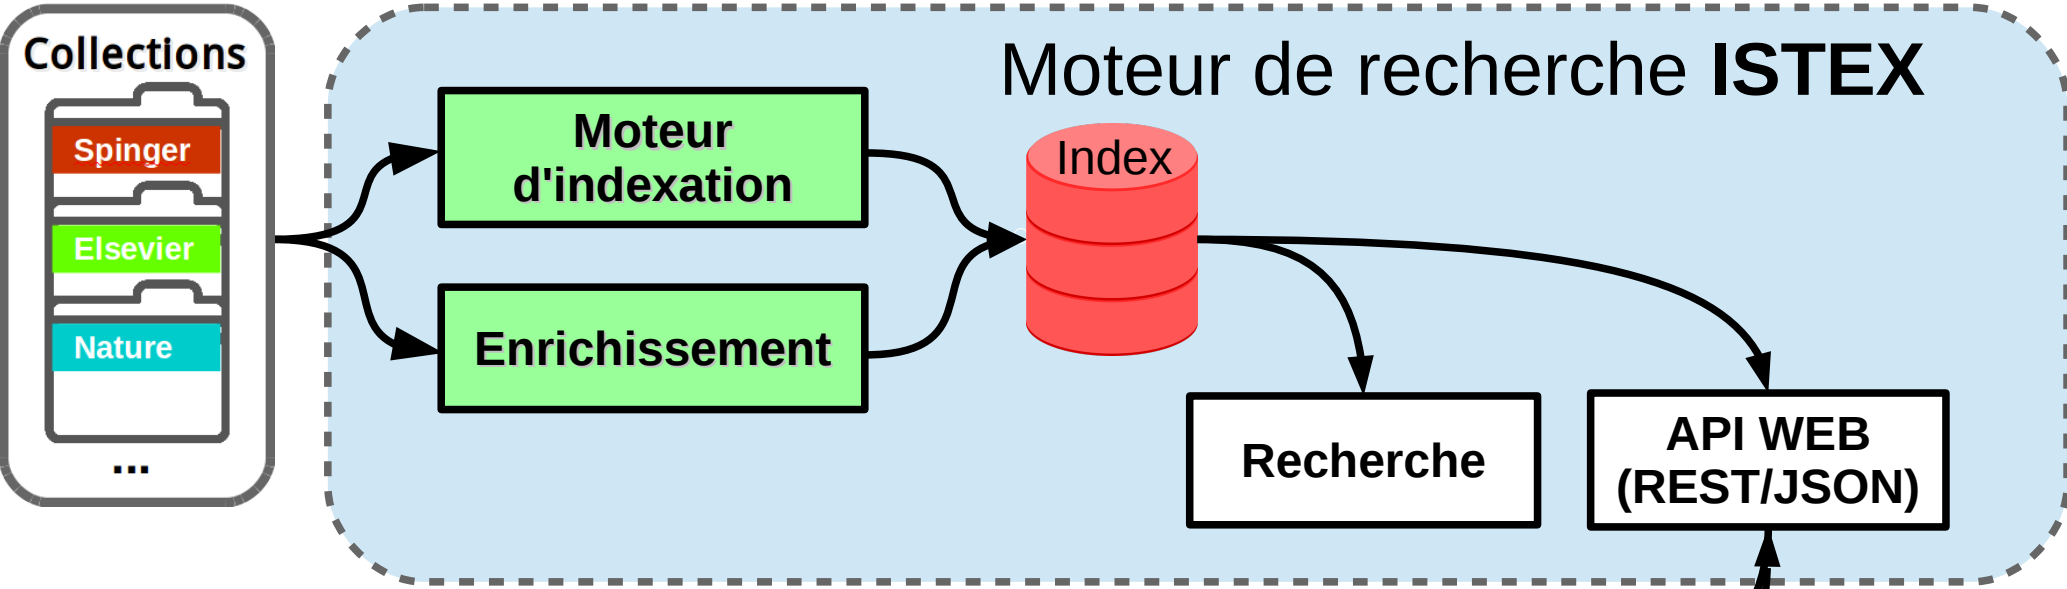 Collections
Spinger
Elsevier
Nature
...
Moteur de recherche ISTEX
Moteur
d'indexation
Enrichissement
Index
Recherche
API WEB
(REST/JSON)